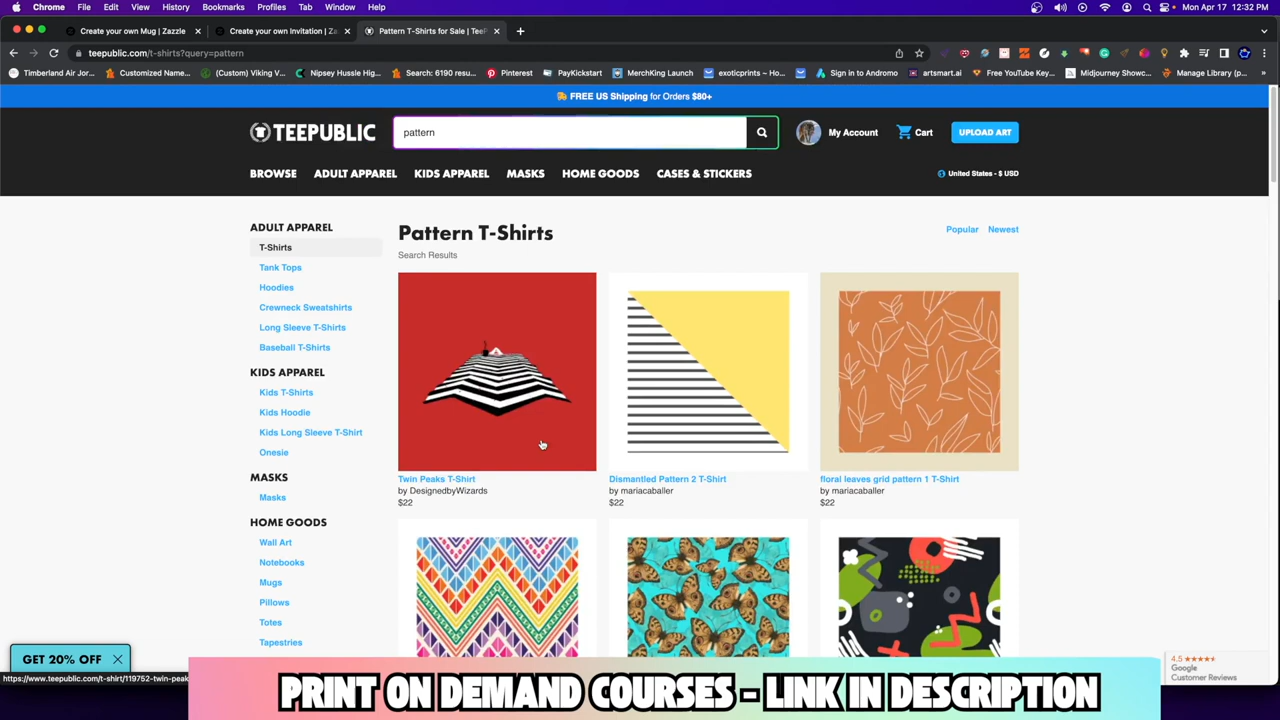 Chrome File Edit View History Bookmarks Profiles Tab Window Help
Mon Apr 17 12:32 PM
Create your own Mug | Zazzle
Create your own Invitation | Za
Pattern T-Shirts for Sale | TeeP
teepublic.com/t-shirts?query=pattern
Timberland Air Jor... Customized Name... (Custom) Viking V... Nipsey Hussle Hig... Search: 6190 resu... Pinterest PayKickstart MerchKing Launch exoticprints – Ho... Sign in to Andromo artsmart.ai Free YouTube Key... Midjourney Showc... Manage Library (p... »
FREE US Shipping for Orders $80+
TEEPUBLIC
pattern
My Account
Cart
UPLOAD ART
BROWSE ADULT APPAREL KIDS APPAREL MASKS HOME GOODS CASES & STICKERS
United States - $ USD
ADULT APPAREL
T-Shirts
Tank Tops
Hoodies
Crewneck Sweatshirts
Long Sleeve T-Shirts
Baseball T-Shirts
KIDS APPAREL
Kids T-Shirts
Kids Hoodie
Kids Long Sleeve T-Shirt
Onesie
MASKS
Masks
HOME GOODS
Wall Art
Notebooks
Mugs
Pillows
Totes
Tapestries
Pattern T-Shirts
Search Results
Popular Newest
Twin Peaks T-Shirt
by DesignedbyWizards
$22
Dismantled Pattern 2 T-Shirt
by mariacaballer
$22
floral leaves grid pattern 1 T-Shirt
by mariacaballer
$22
GET 20% OFF
https://www.teepublic.com/t-shirt/119752-twin-peak
4.5
Google
Customer Reviews
PRINT ON DEMAND COURSES - LINK IN DESCRIPTION